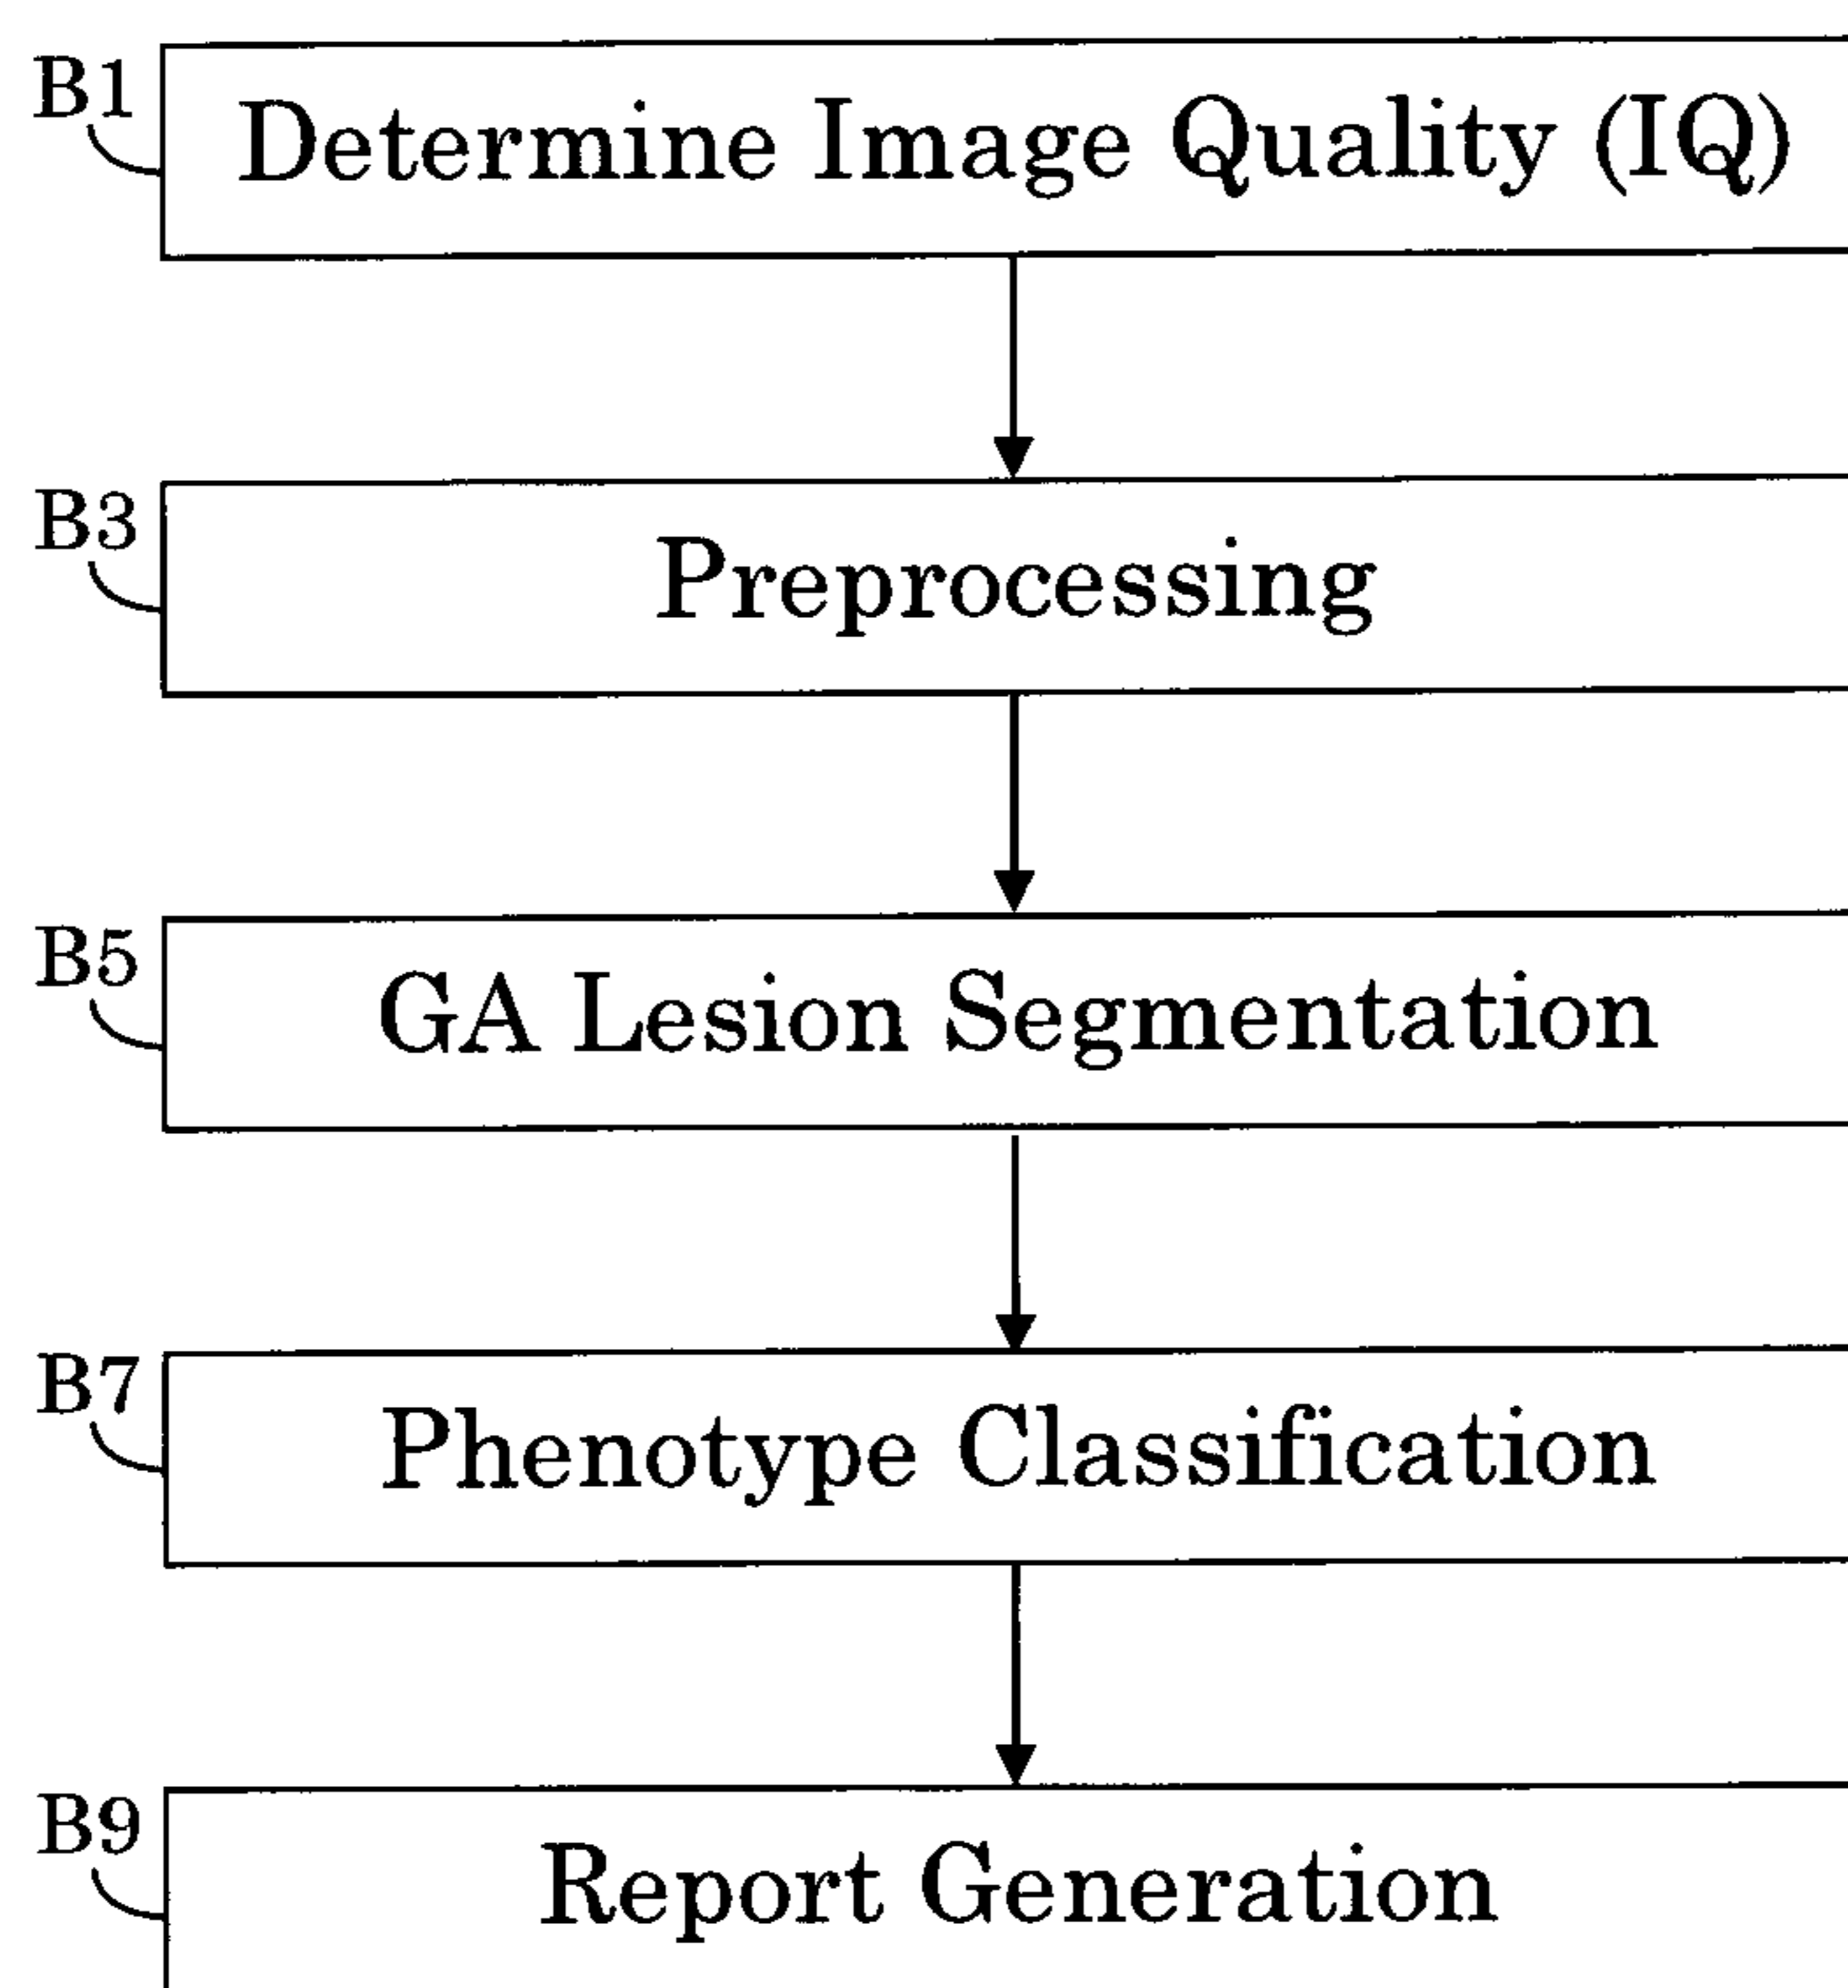 B1
Determine Image Quality (IQ)
B3
Preprocessing
B5
GA Lesion Segmentation
B7
Phenotype Classification
B9
Report Generation